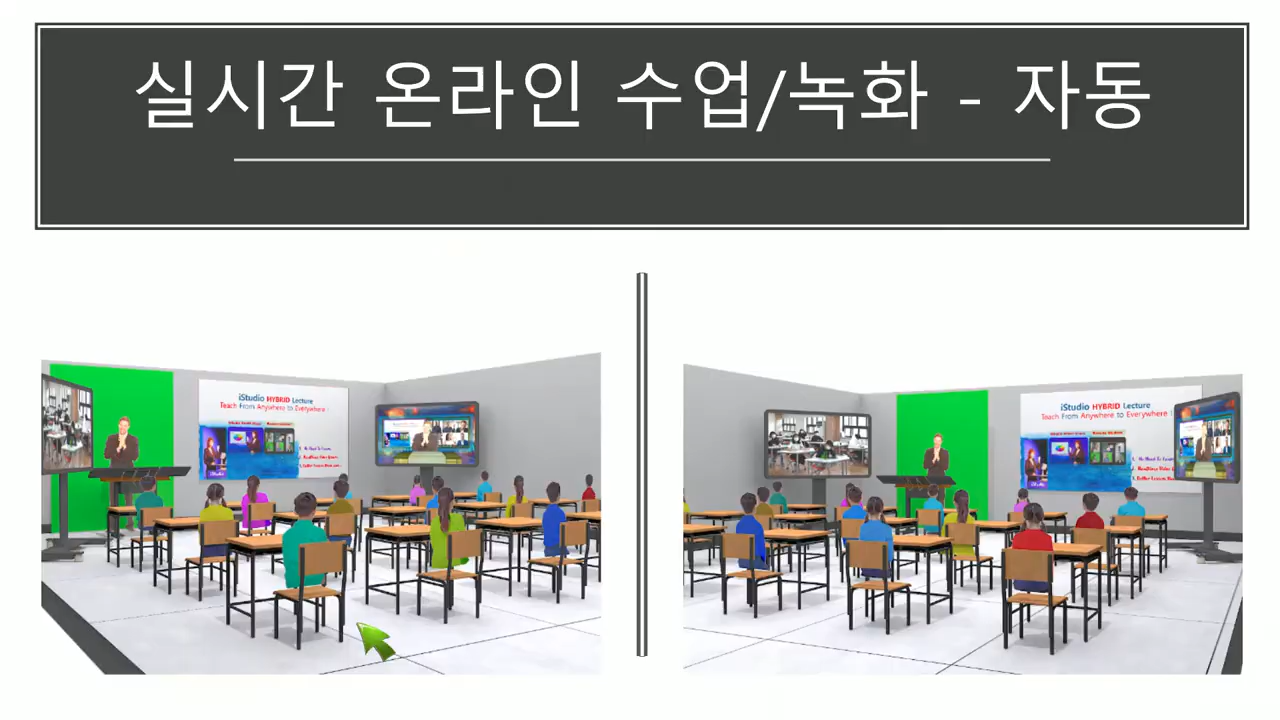 실시간 온라인 수업/녹화 - 자동
iStudio HYBRID Lecture
Teach From Anywhere to Everywhere !
iStudio HYBRID Lecture
Teach From Anywhere to Everywhere !